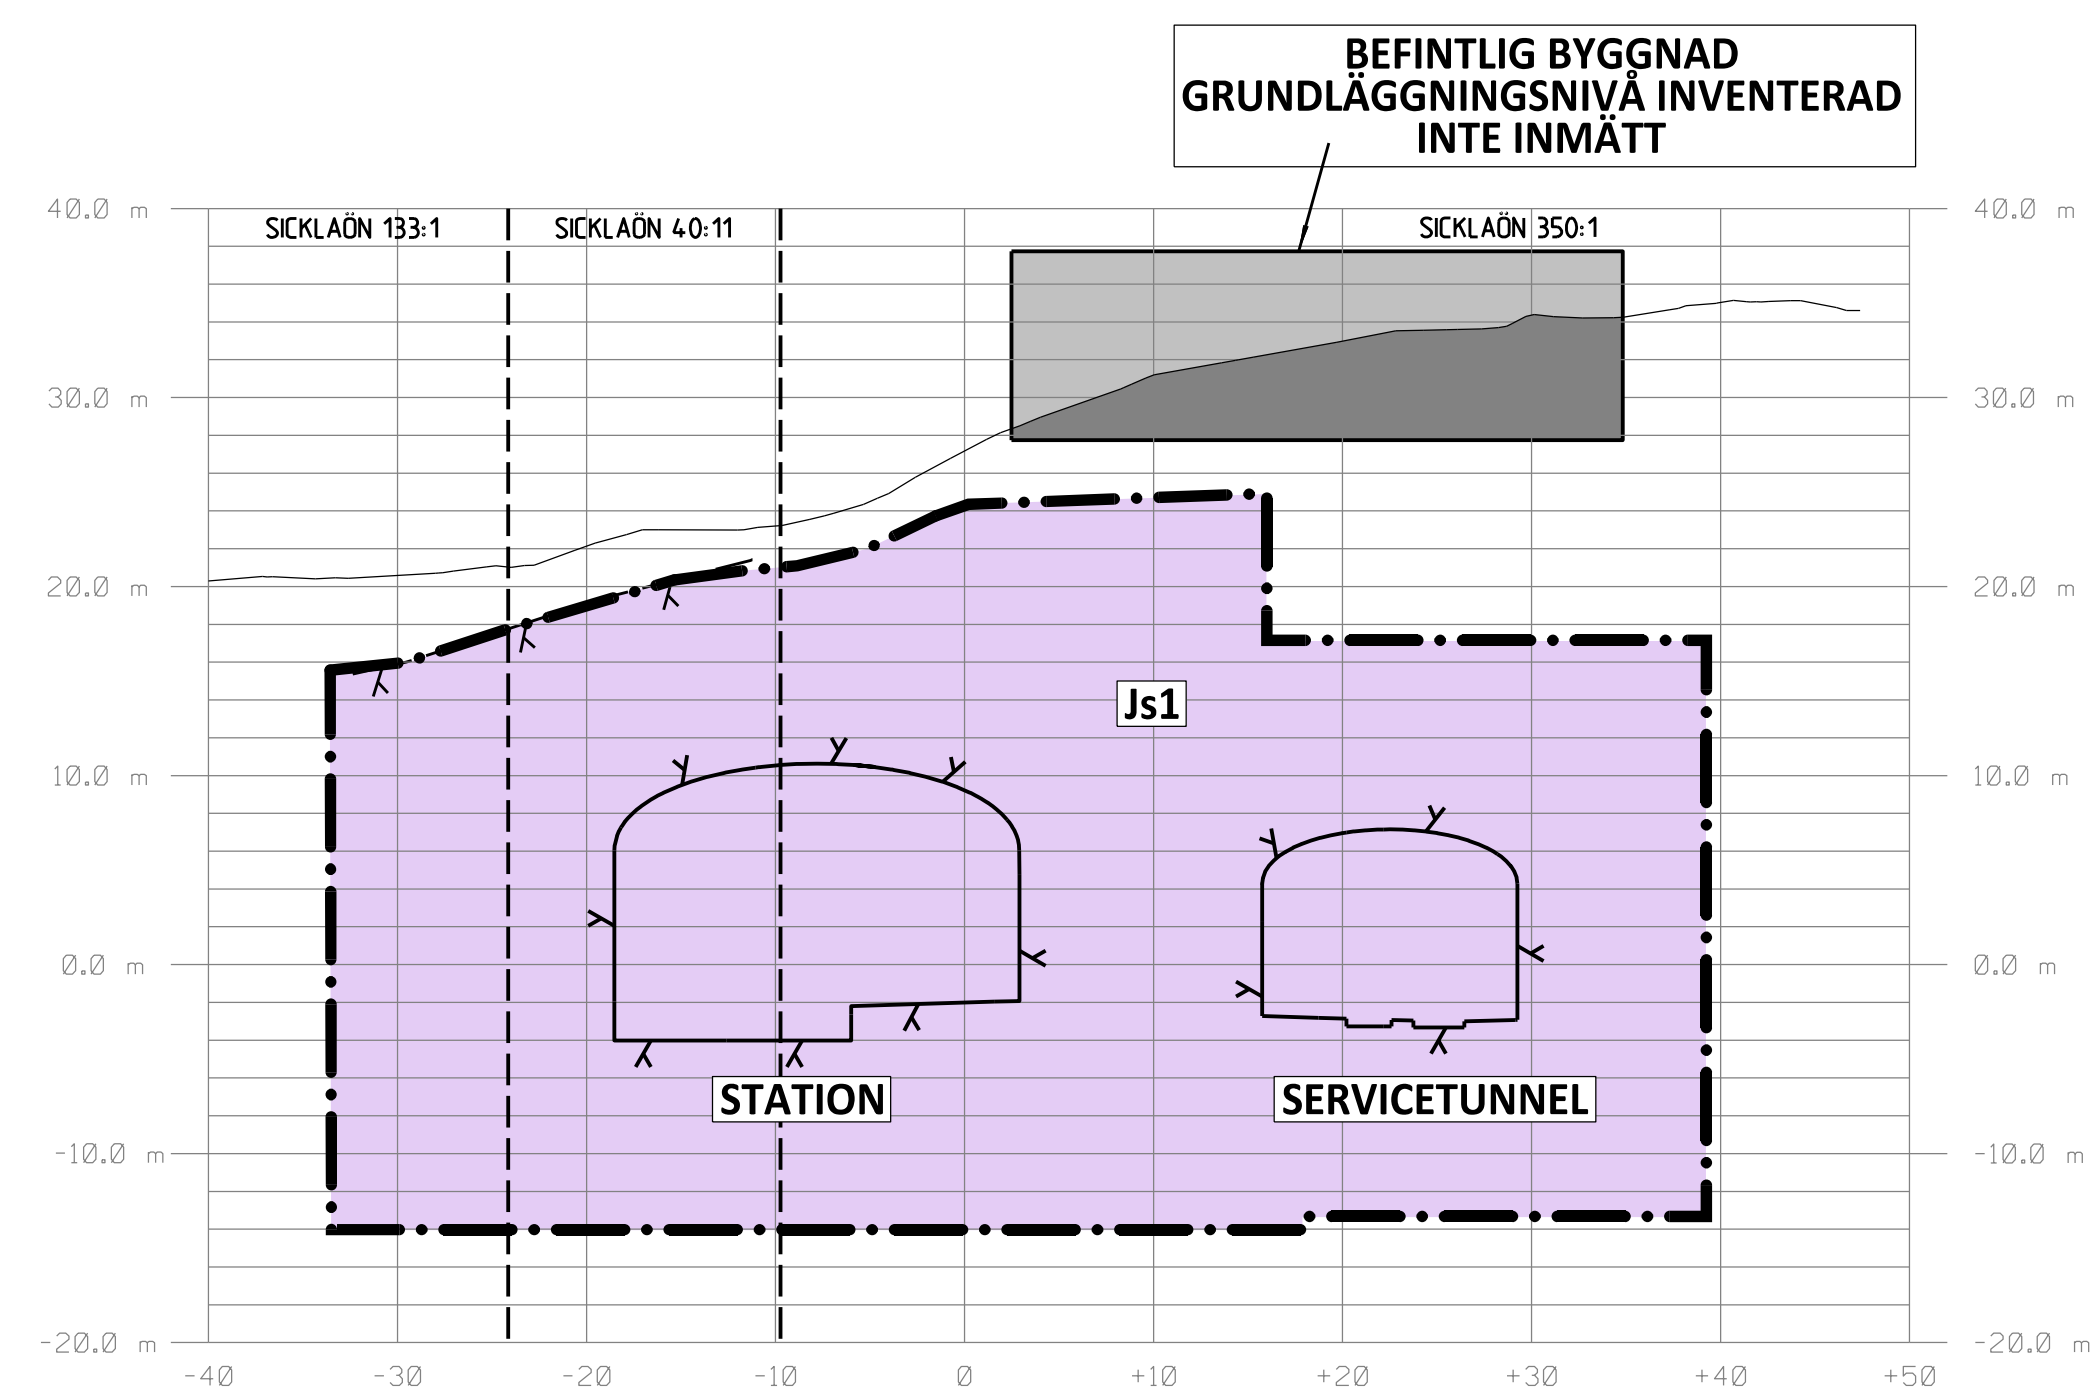 BEFINTLIG BYGGNAD
GRUNDLÄGGNINGSNIVÅ INVENTERAD
INTE INMÄTT
40.0 m
SICKLAÖN 133:1
SICKLAÖN 40:11
SICKLAÖN 350:1
40.0 m
30.0 m
30.0 m
20.0 m
20.0 m
Js1
10.0 m
10.0 m
0.0 m
0.0 m
STATION
SERVICETUNNEL
-10.0 m
-10.0 m
-20.0 m
-20.0 m
-40
-30
-20
-10
0
+10
+20
+30
+40
+50